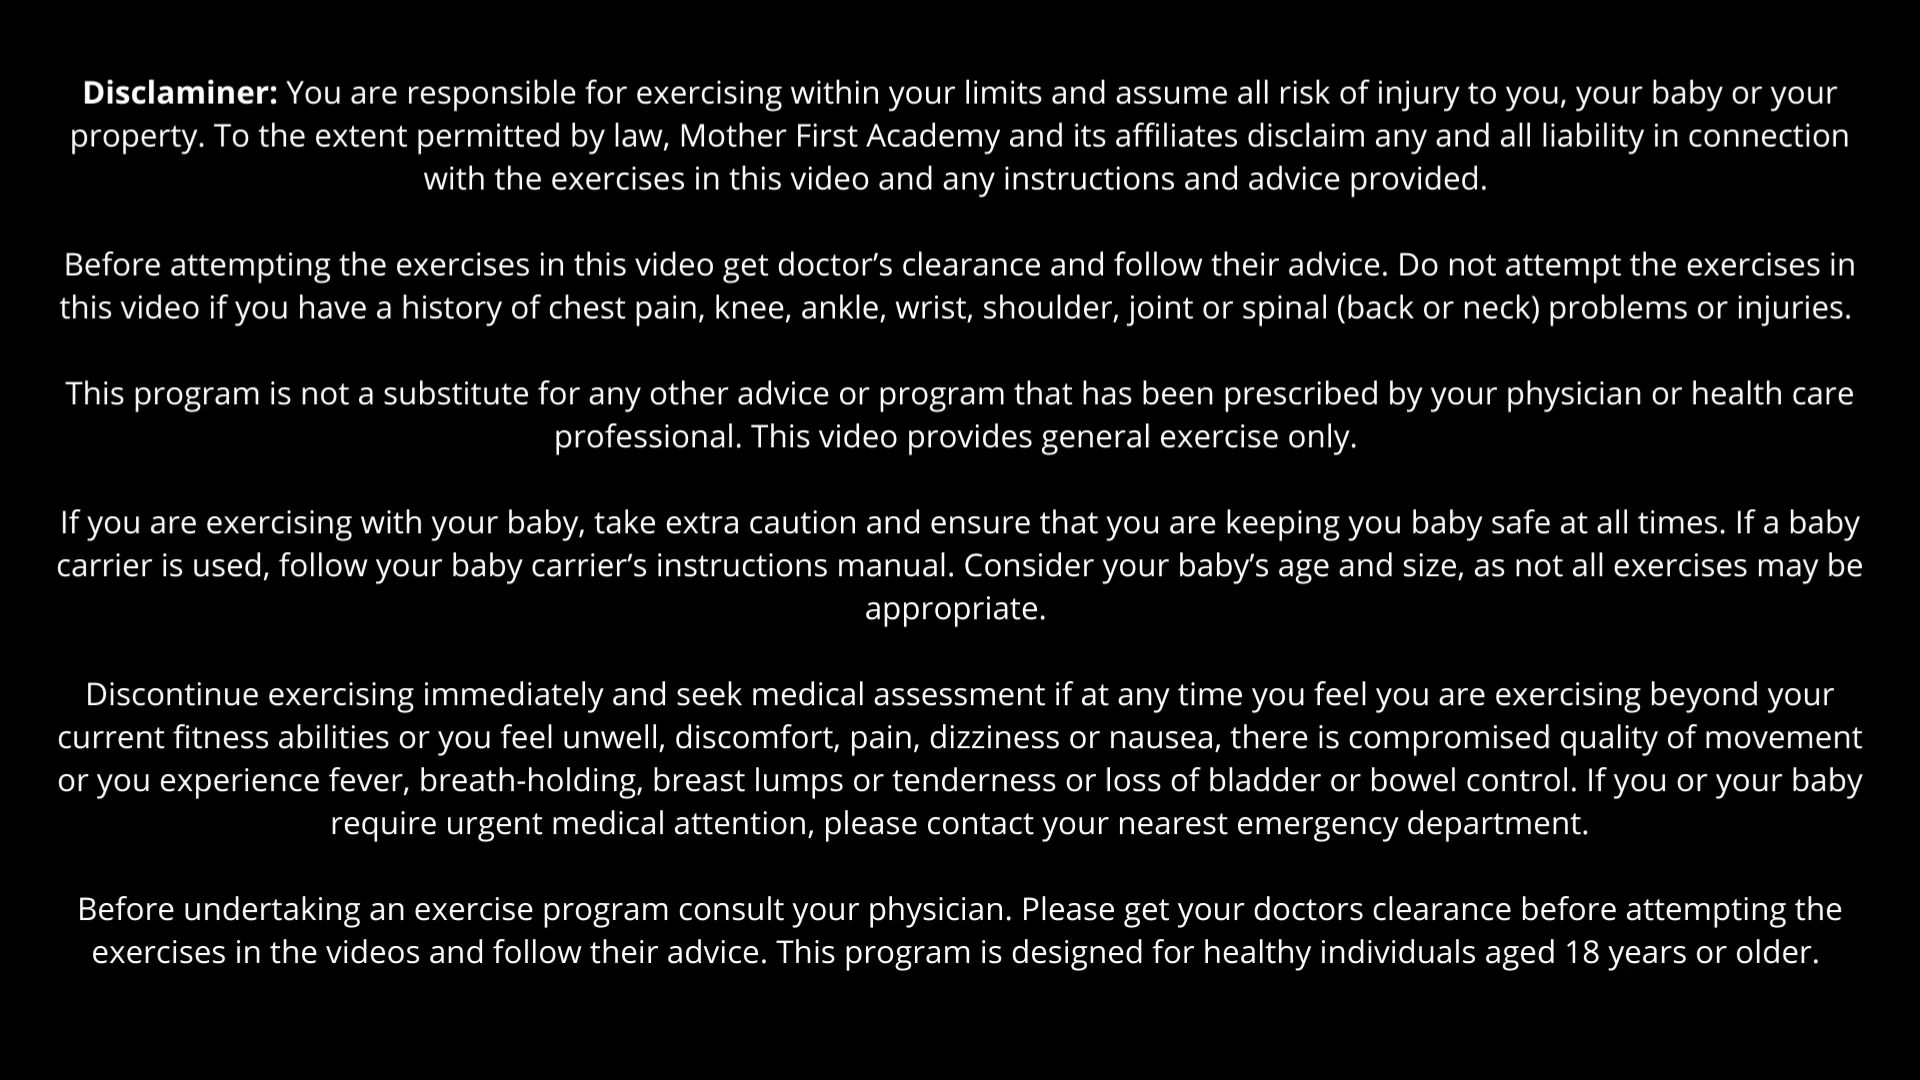 Disclaminer: You are responsible for exercising within your limits and assume all risk of injury to you, your baby or your
property. To the extent permitted by law, Mother First Academy and its affiliates disclaim any and all liability in connection
with the exercises in this video and any instructions and advice provided.
Before attempting the exercises in this video get doctor’s clearance and follow their advice. Do not attempt the exercises in
this video if you have a history of chest pain, knee, ankle, wrist, shoulder, joint or spinal (back or neck) problems or injuries.
This program is not a substitute for any other advice or program that has been prescribed by your physician or health care
professional. This video provides general exercise only.
If you are exercising with your baby, take extra caution and ensure that you are keeping you baby safe at all times. If a baby
carrier is used, follow your baby carrier’s instructions manual. Consider your baby’s age and size, as not all exercises may be
appropriate.
Discontinue exercising immediately and seek medical assessment if at any time you feel you are exercising beyond your
current fitness abilities or you feel unwell, discomfort, pain, dizziness or nausea, there is compromised quality of movement
or you experience fever, breath-holding, breast lumps or tenderness or loss of bladder or bowel control. If you or your baby
require urgent medical attention, please contact your nearest emergency department.
Before undertaking an exercise program consult your physician. Please get your doctors clearance before attempting the
exercises in the videos and follow their advice. This program is designed for healthy individuals aged 18 years or older.